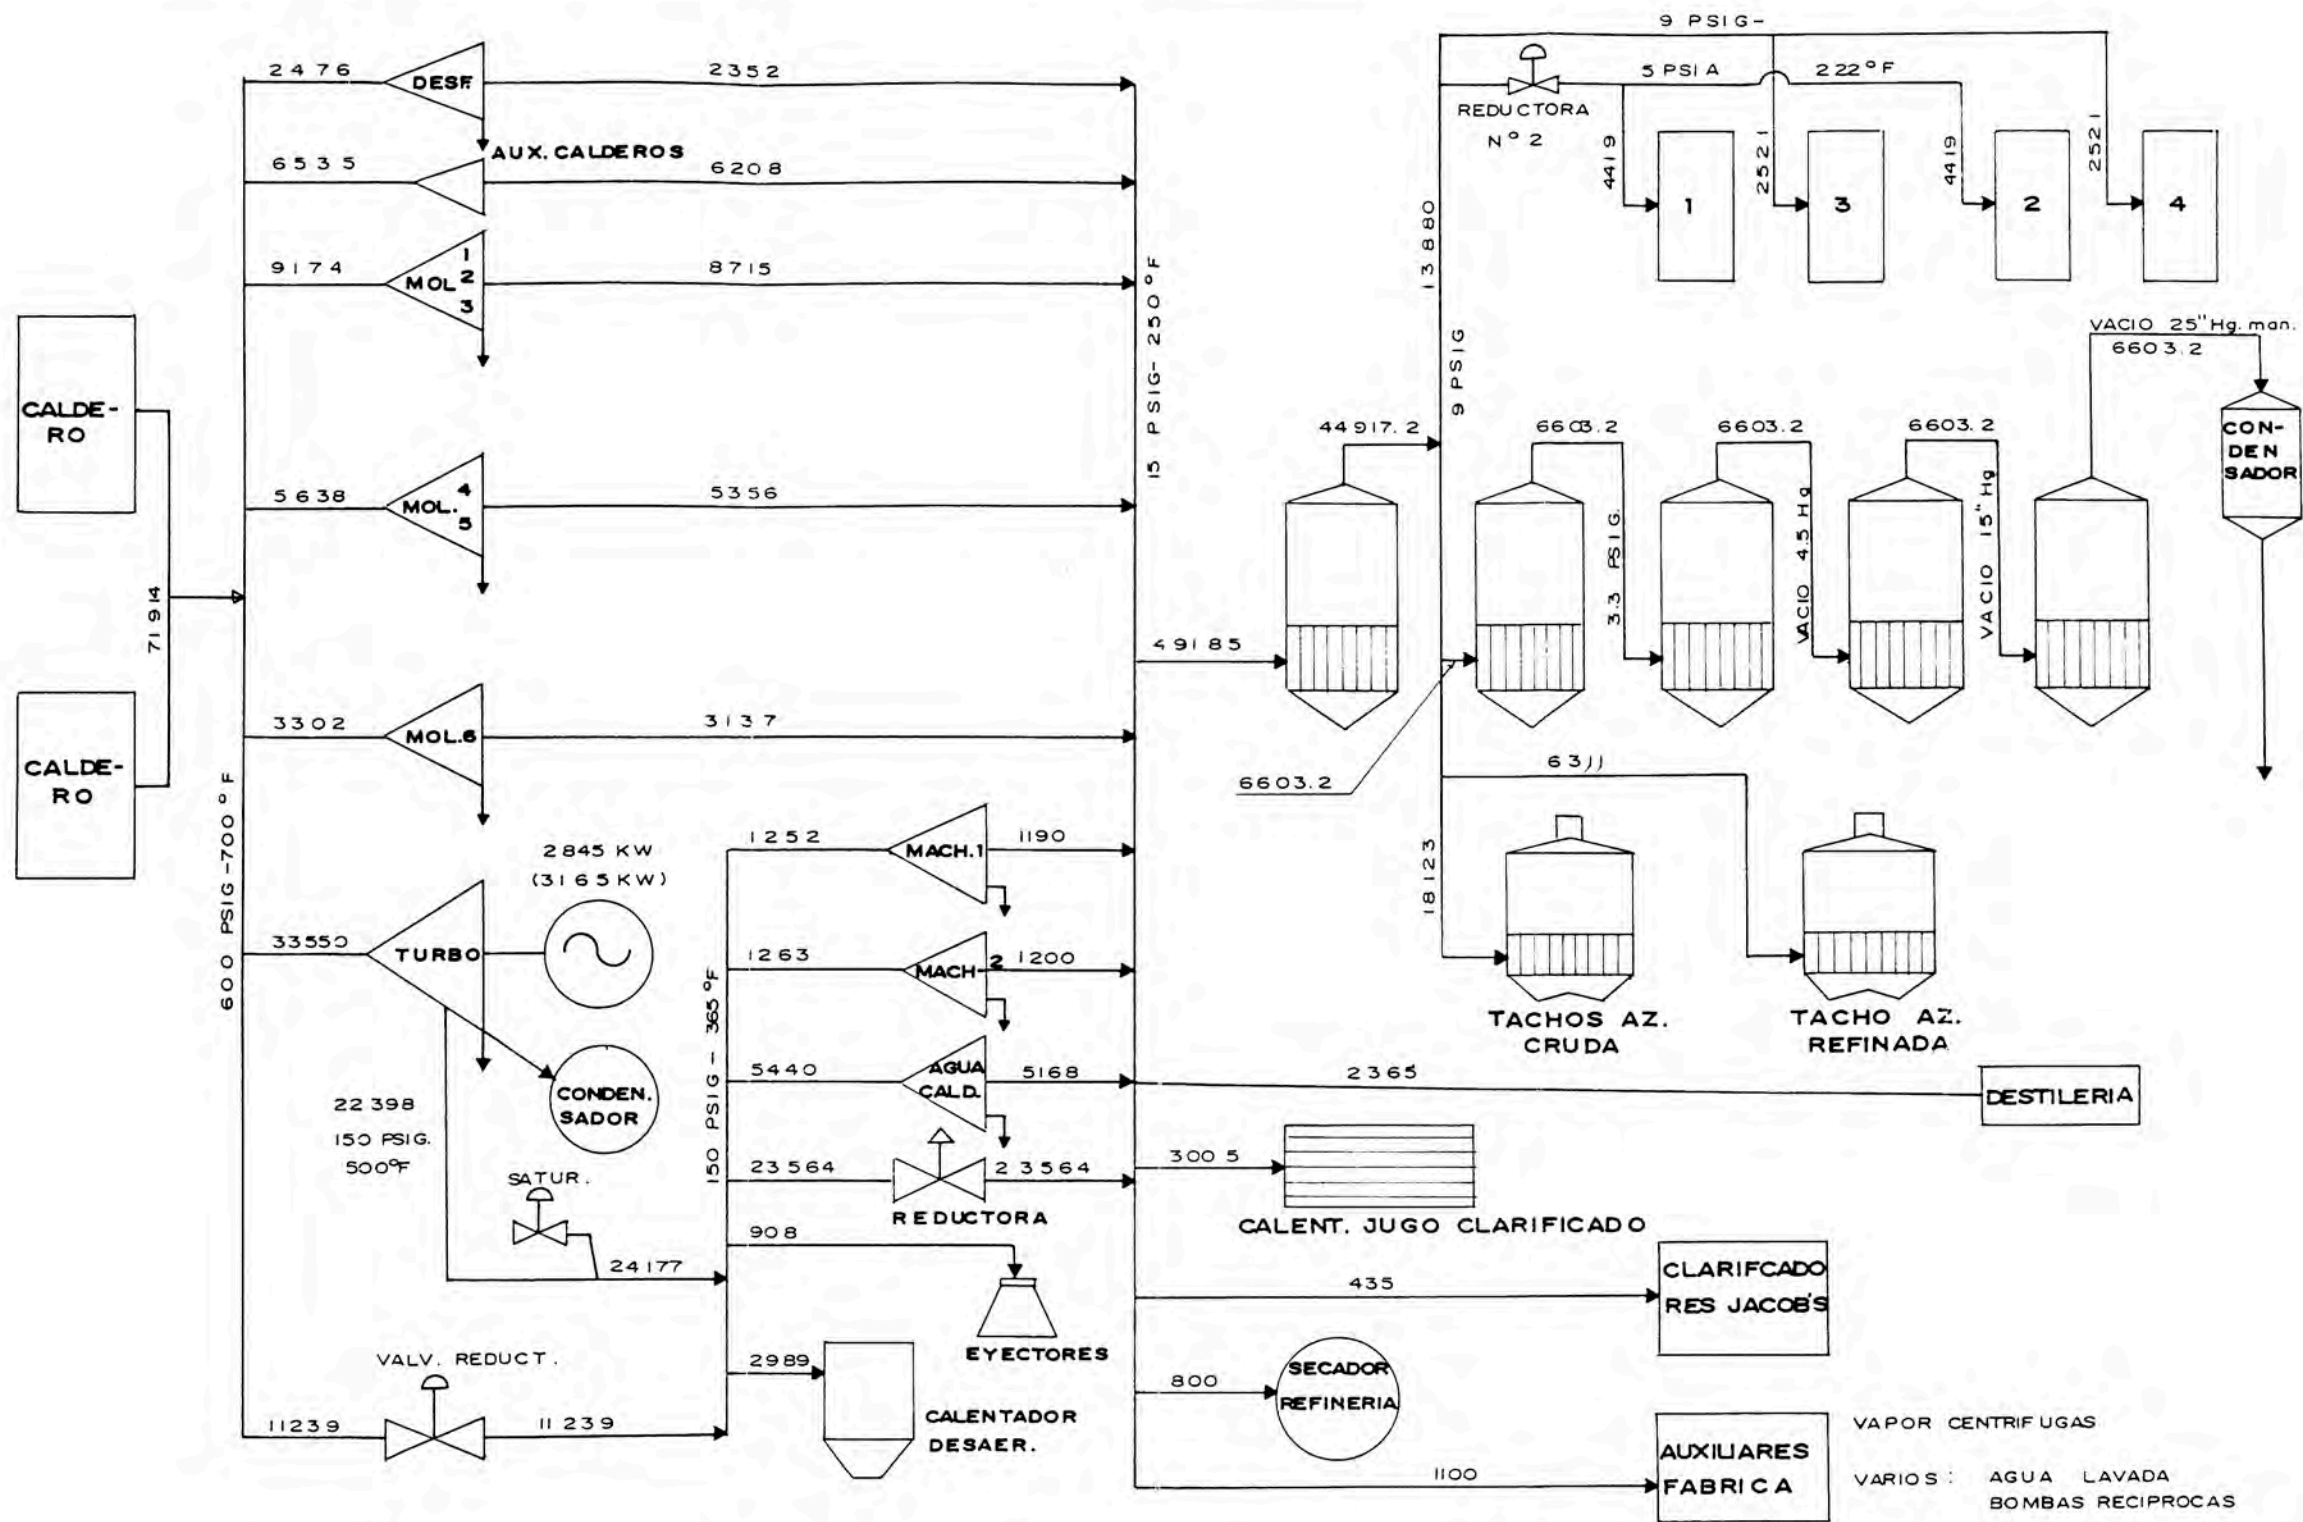 9 PSIG-
2476
DESF.
2352
5 PSIA
222°F
REDUCTORA
N° 2
AUX. CALDEROS
6535
6208
4419
2521
4419
2521
1
3
2
4
13880
9174
MOL
1
2
3
8715
15 PSIG- 250°F
9 PSIG
VACIO 25" Hg. man.
6603.2
CALDE-
RO
44917.2
6603.2
6603.2
6603.2
CON-
DEN
SADOR
5638
MOL.
4
5
5356
3.3 PSIG.
VACIO 4.5 Hg
VACIO 15" Hg
71914
49185
3302
MOL.6
3137
CALDE-
RO
6603.2
600 PSIG-700°F
2845 KW
(3165 KW)
1252
MACH.1
1190
181223
33550
TURBO
1263
MACH-2
1200
TACHOS AZ.
CRUDA
TACHO AZ.
REFINADA
150 PSIG- 365°F
22398
150 PSIG.
500°F
CONDEN.
SADOR
5440
AGUA
CALD.
5168
2365
DESTILERIA
SATUR.
23564
23564
REDUCTORA
3005
CALENT. JUGO CLARIFICADO
24177
908
EYECTORES
435
CLARIFCADO
RES JACOB'S
VALV. REDUCT.
2989
CALENTADOR
DESAER.
800
SECADOR
REFINERIA
11239
11239
1100
AUXILIARES
FABRICA
VAPOR CENTRIFUGAS
VARIOS : AGUA LAVADA
BOMBAS RECIPROCAS